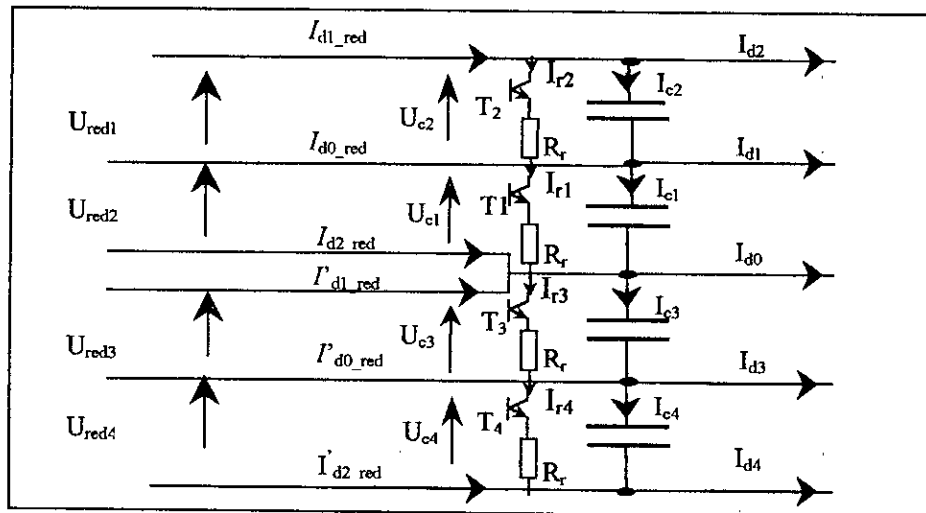 I_d1_red I_d2
I_r2 I_c2
U_red1 U_c2 T_2
R_r
I_d0_red I_d1
I_r1 I_c1
U_red2 U_c1 T1
I_d2_red R_r I_d0
I'_d1_red I_r3
I_c3
U_red3 U_c3 T_3
R_r
I'_d0_red I_d3
I_r4 I_c4
U_red4 U_c4 T_4
I'_d2_red R_r I_d4